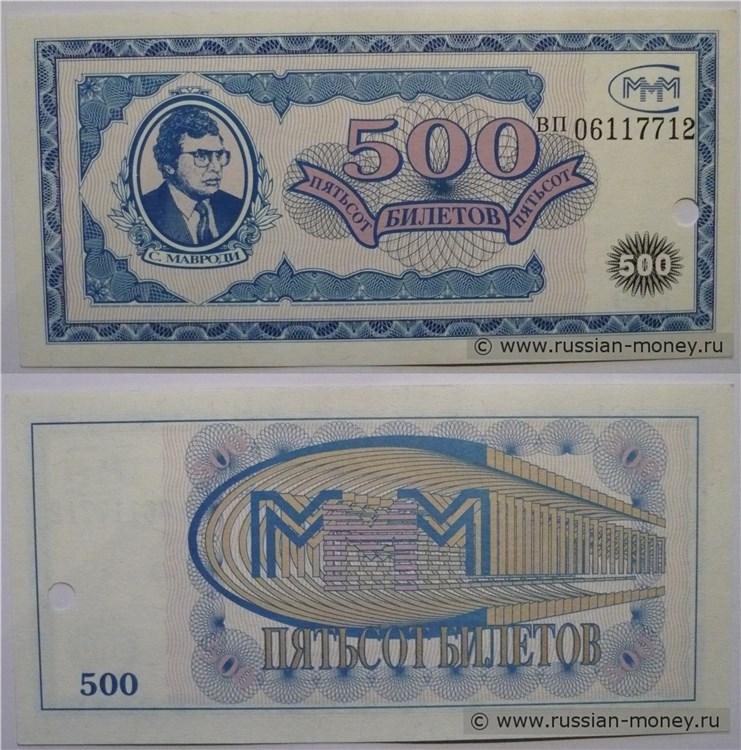 МММ
500
ВП 06117712
ПЯТЬСОТ БИЛЕТОВ ПЯТЬСОТ
С. МАВРОДИ
500
© www.russian-money.ru
МММ
ПЯТЬСОТ БИЛЕТОВ
500
© www.russian-money.ru